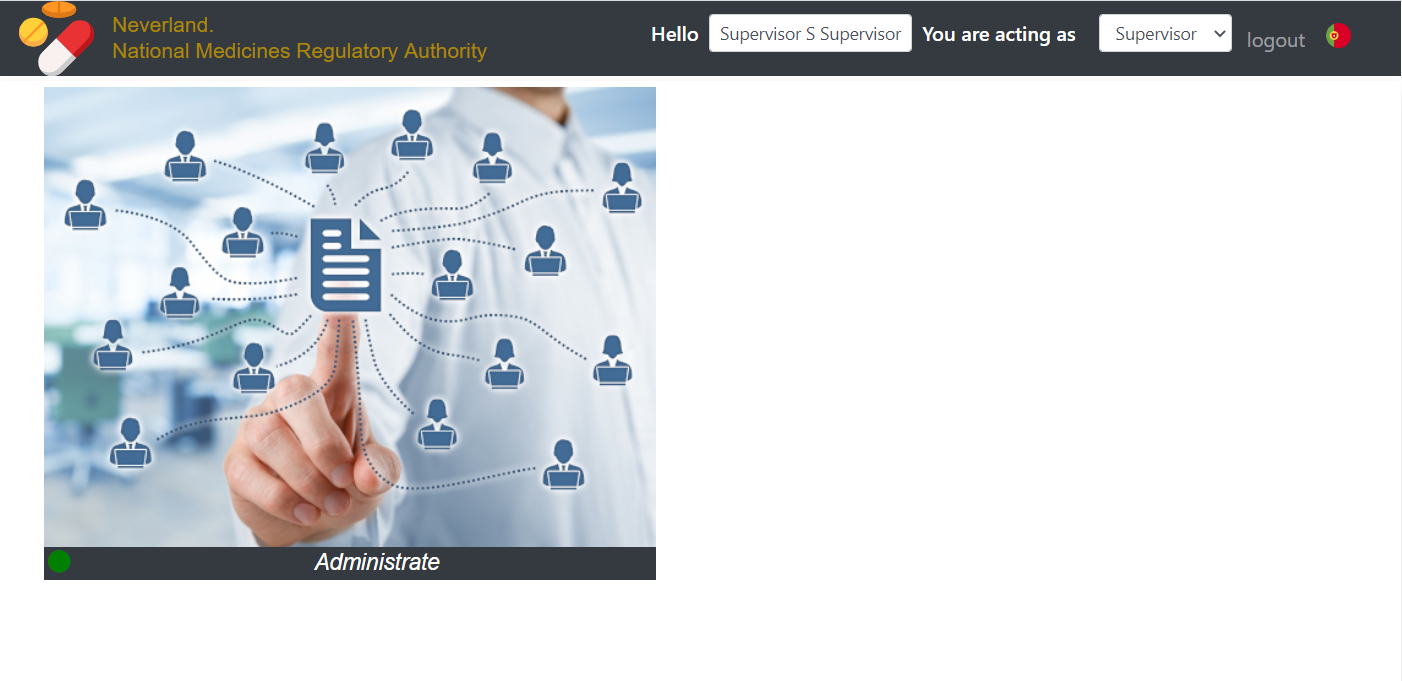 Neverland.
National Medicines Regulatory Authority
Hello Supervisor S Supervisor You are acting as Supervisor logout
Administrate